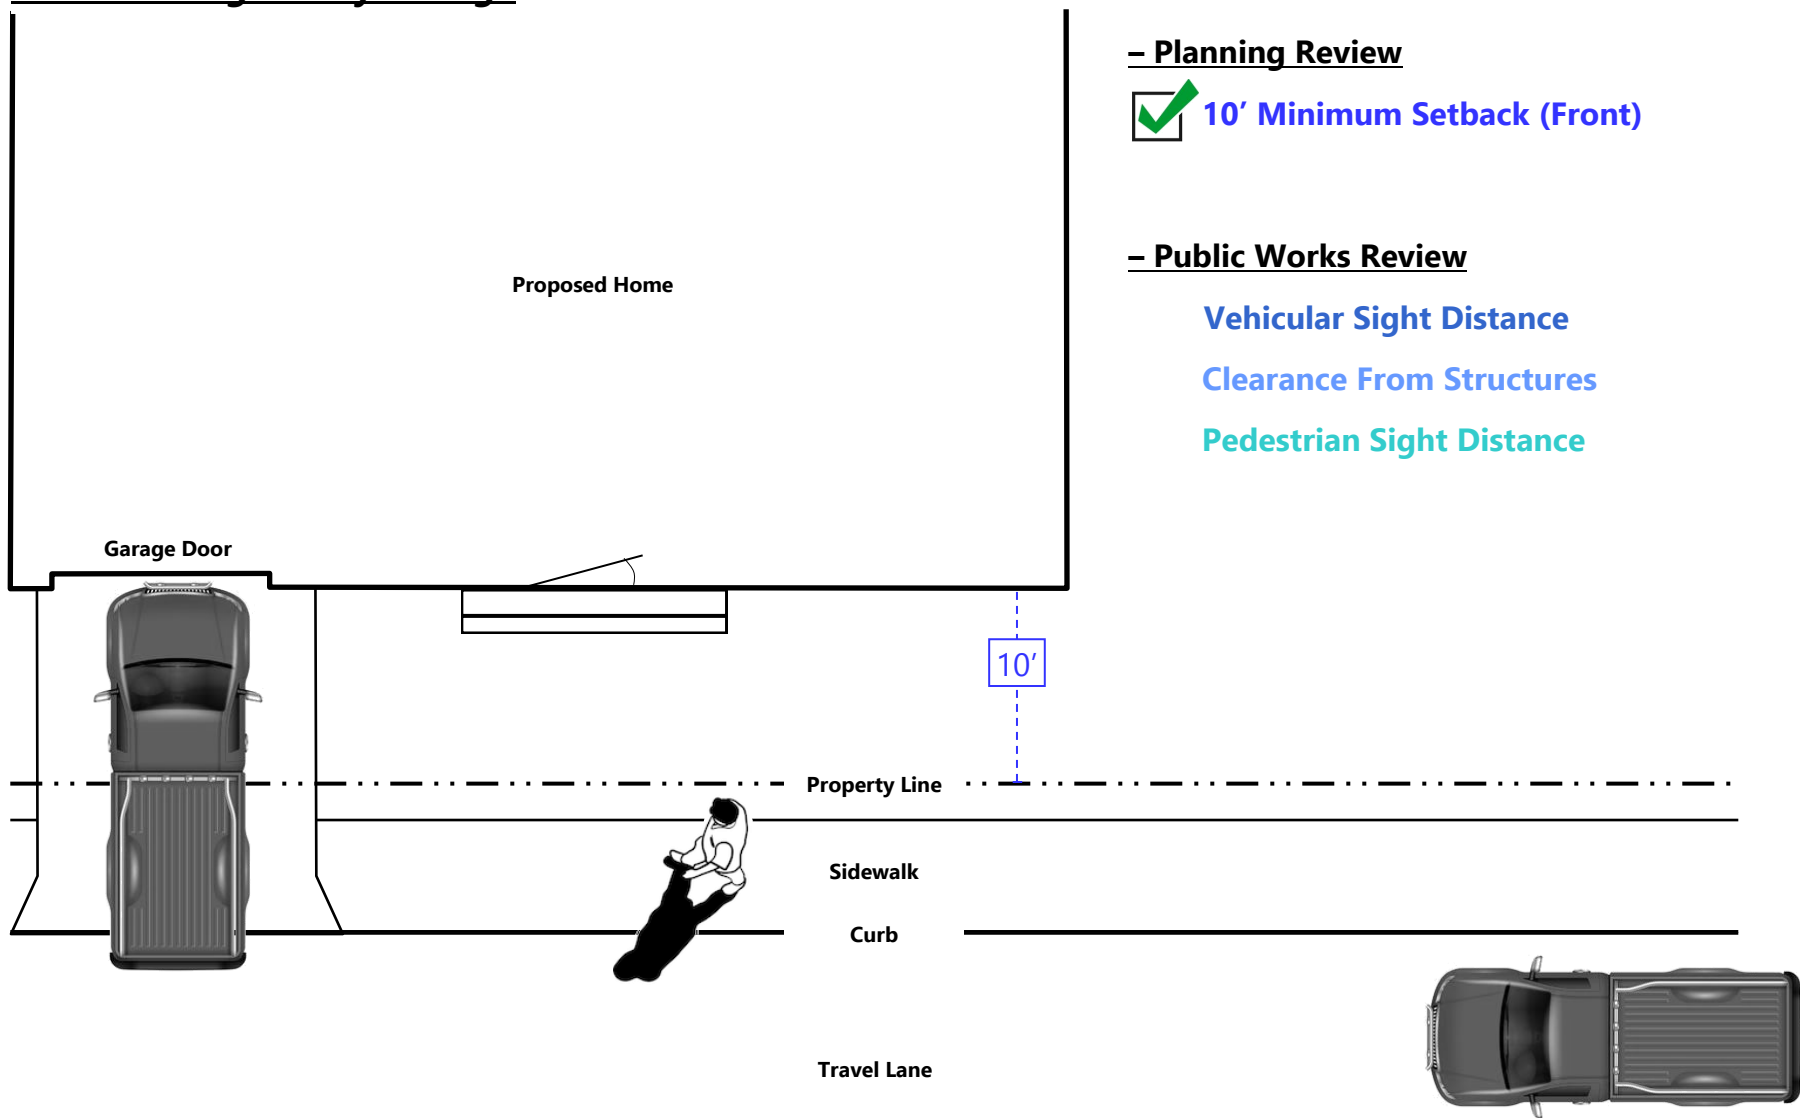 – Planning Review
10’ Minimum Setback (Front)
– Public Works Review
Vehicular Sight Distance
Clearance From Structures
Pedestrian Sight Distance
Proposed Home
Garage Door
10’
Property Line
Sidewalk
Curb
Travel Lane